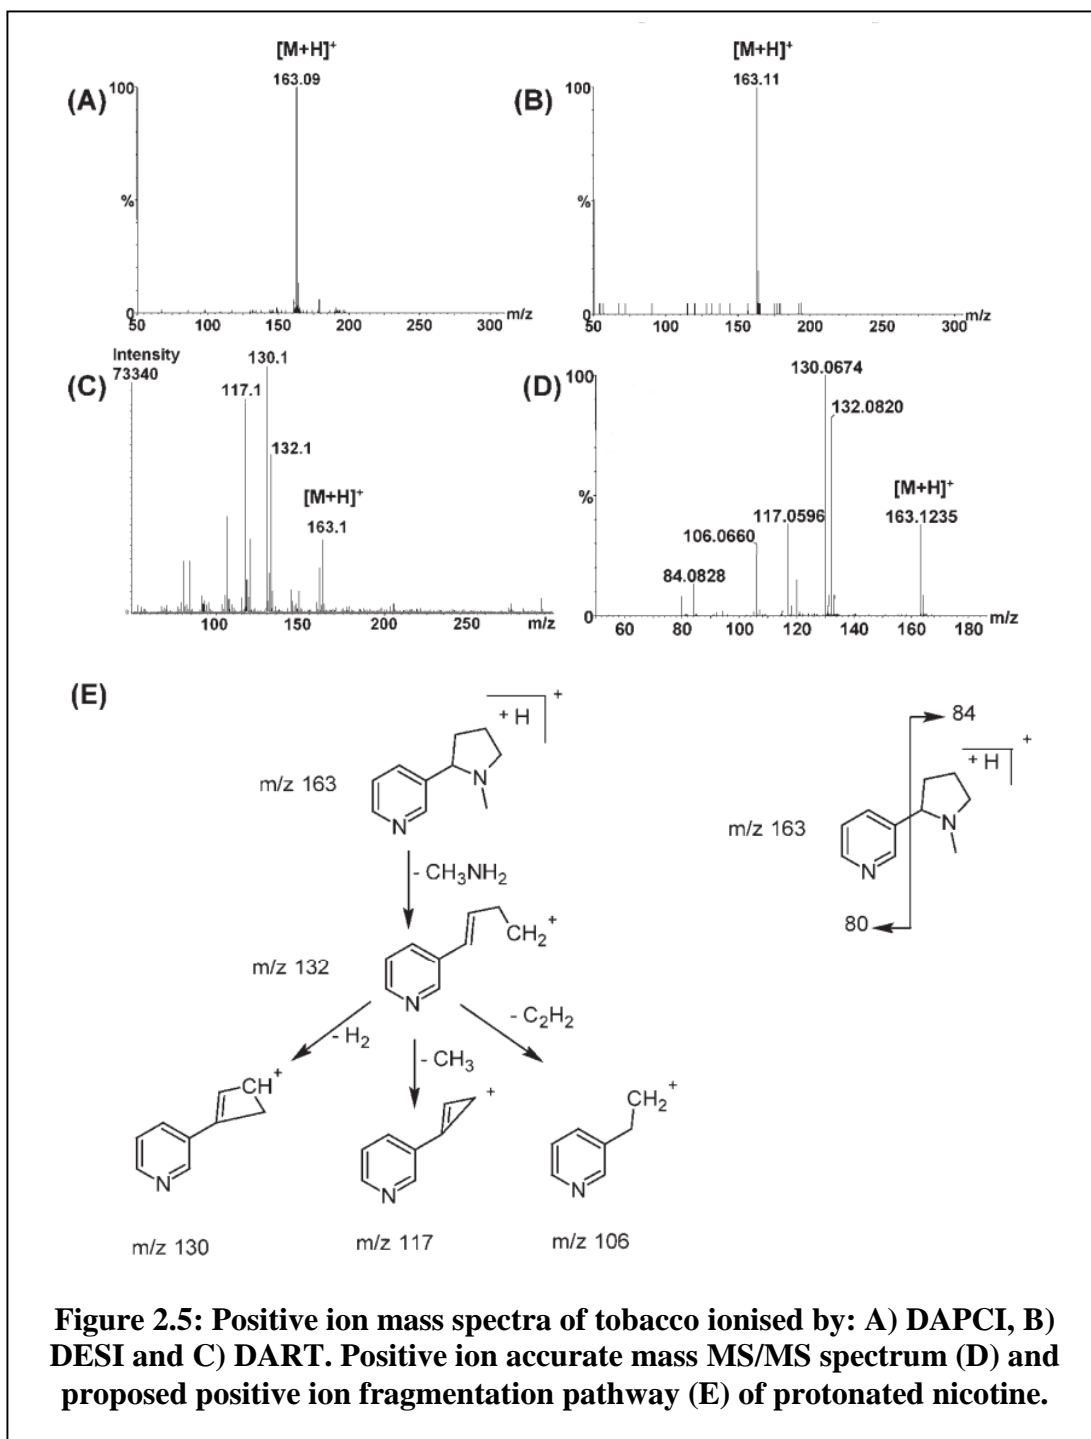 [M+H]+
163.09
(A)
100
%
0
50
100
150
200
250
300
m/z
[M+H]+
163.11
(B)
100
%
0
50
100
150
200
250
300
m/z
Intensity
73340
(C)
130.1
117.1
132.1
[M+H]+
163.1
100
150
200
250
m/z
(D)
100
130.0674
132.0820
[M+H]+
163.1235
%
117.0596
106.0660
84.0828
0
60
80
100
120
140
160
180
m/z
(E)
+ H
+
m/z 163
N
N
- CH3NH2
84
+ H
+
m/z 163
N
N
80
m/z 132
CH2
+
N
- H2
- CH3
- C2H2
CH+
N
m/z 130
+
N
m/z 117
CH2
+
N
m/z 106
Figure 2.5: Positive ion mass spectra of tobacco ionised by: A) DAPCI, B)
DESI and C) DART. Positive ion accurate mass MS/MS spectrum (D) and
proposed positive ion fragmentation pathway (E) of protonated nicotine.